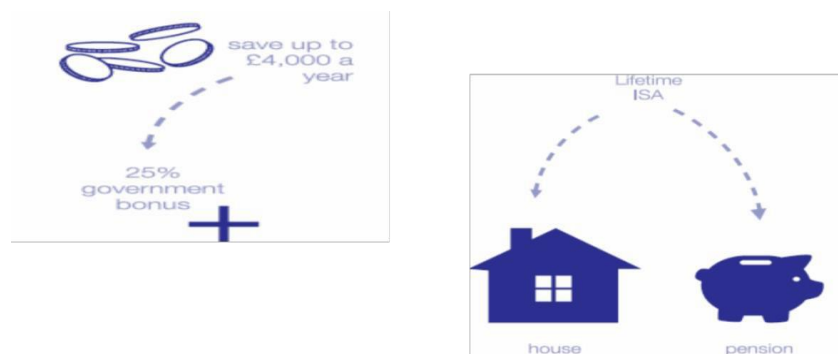 save up to
£4,000 a
year
25%
government
bonus
Lifetime
ISA
house
pension